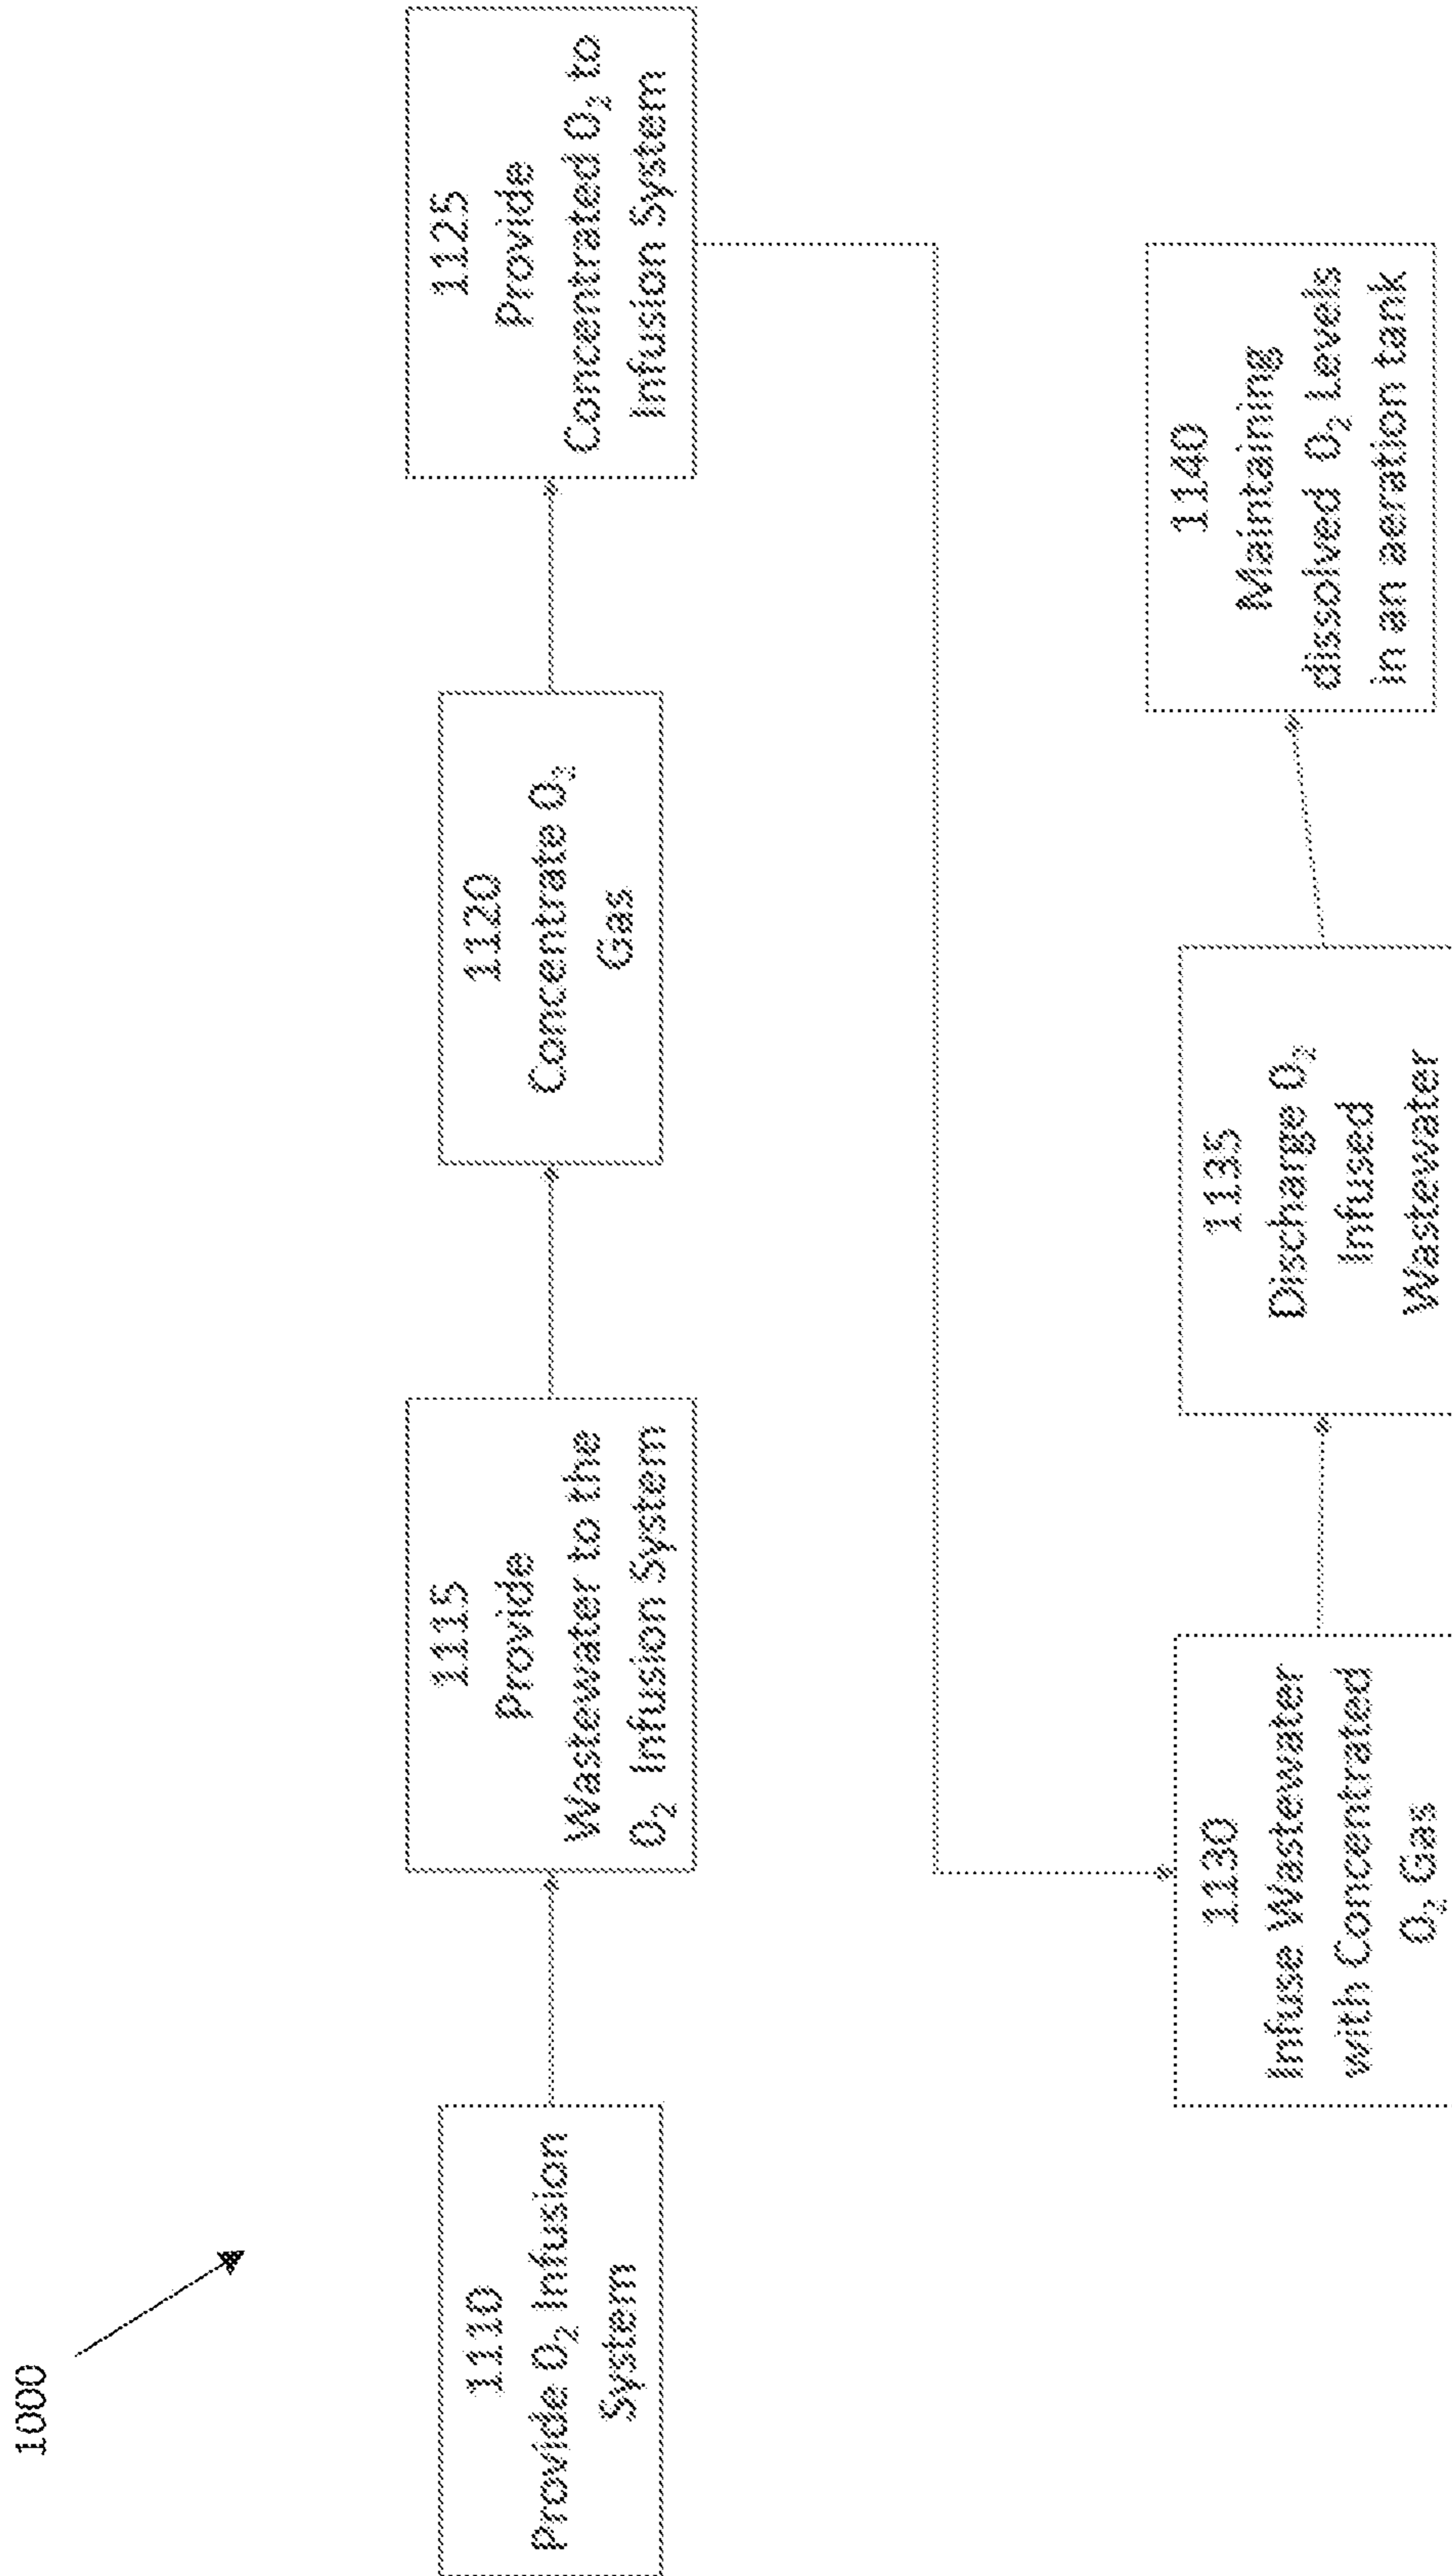 1000
1110
Provide O₂ Infusion
System
1115
Provide
Wastewater to the
O₂ Infusion System
1120
Concentrate O₂
Gas
1125
Provide
Concentrated O₂ to
Infusion System
1130
Infuse Wastewater
with Concentrated
O₂ Gas
1135
Discharge O₂
Infused
Wastewater
1140
Maintaining
dissolved O₂ Levels
in an aeration tank